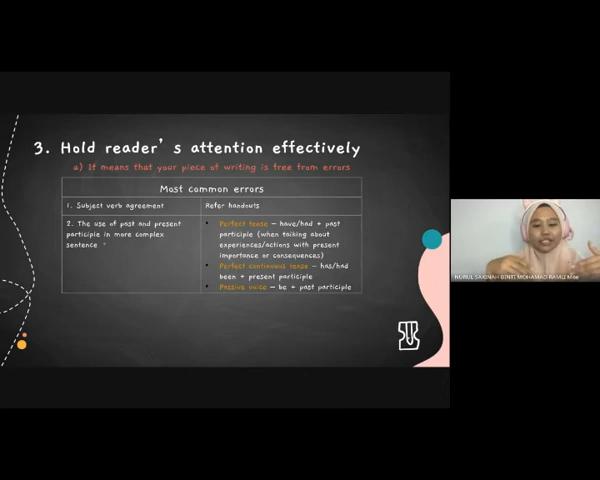 3. Hold reader's attention effectively
a) It means that your piece of writing is free from errors
Most common errors
1. Subject verb agreement
Refer handouts
2. The use of past and present
participle in more complex
sentence
• Perfect tense – have/had + past
participle (when talking about
experiences/actions with present
importance or consequences)
• Perfect continuous tense – has/had
been + present participle
• Passive voice – be + past participle
NURUL SAKINAH BINTI MOHAMAD RAMLI Moe